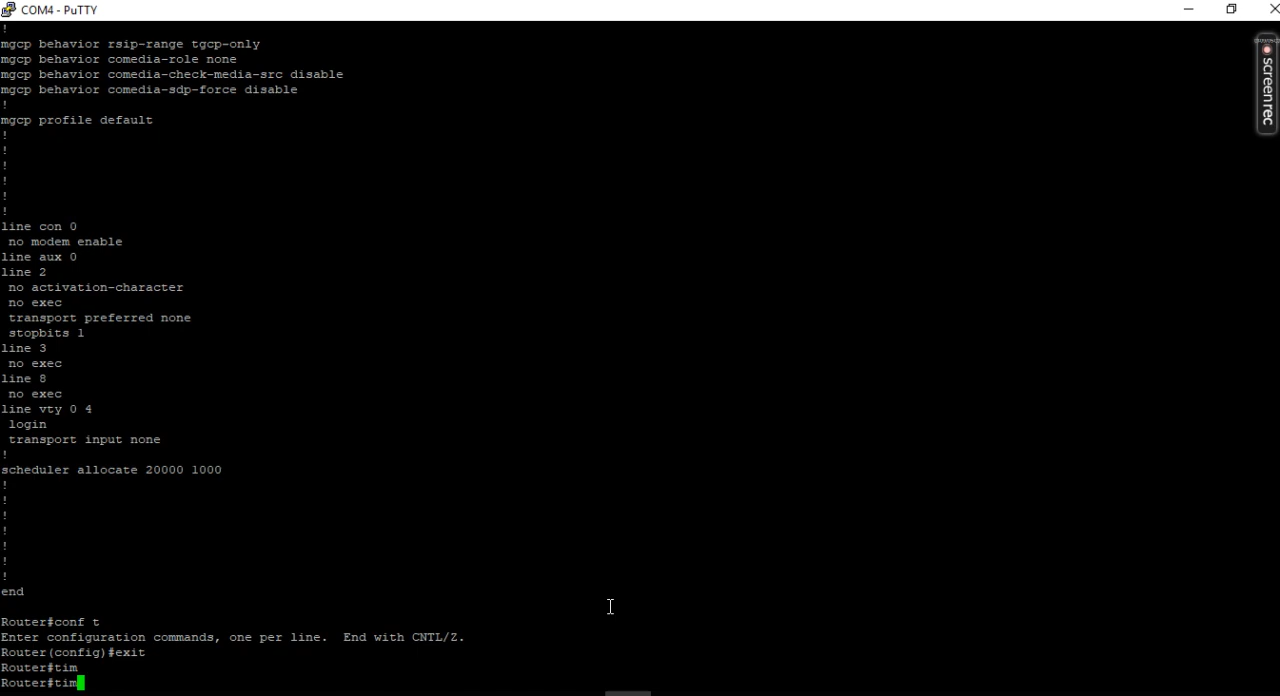 COM4 - PuTTY
!
mgcp behavior rsip-range tgcp-only
mgcp behavior comedia-role none
mgcp behavior comedia-check-media-src disable
mgcp behavior comedia-sdp-force disable
!
mgcp profile default
!
!
!
!
!
!
line con 0
 no modem enable
line aux 0
line 2
 no activation-character
 no exec
 transport preferred none
 stopbits 1
line 3
 no exec
line 8
 no exec
line vty 0 4
 login
 transport input none
!
scheduler allocate 20000 1000
!
!
!
!
!
!
!
end
Router#conf t
Enter configuration commands, one per line.  End with CNTL/Z.
Router(config)#exit
Router#tim
Router#tim
screenrec